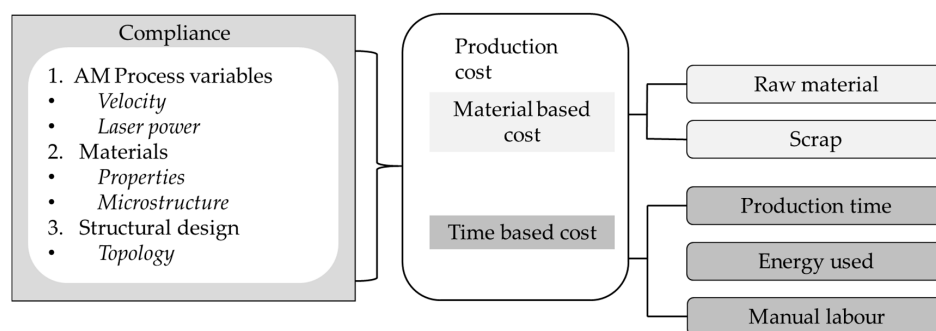 Compliance
1. AM Process variables
• Velocity
• Laser power
2. Materials
• Properties
• Microstructure
3. Structural design
• Topology
Production
cost
Material based
cost
Time based cost
Raw material
Scrap
Production time
Energy used
Manual labour